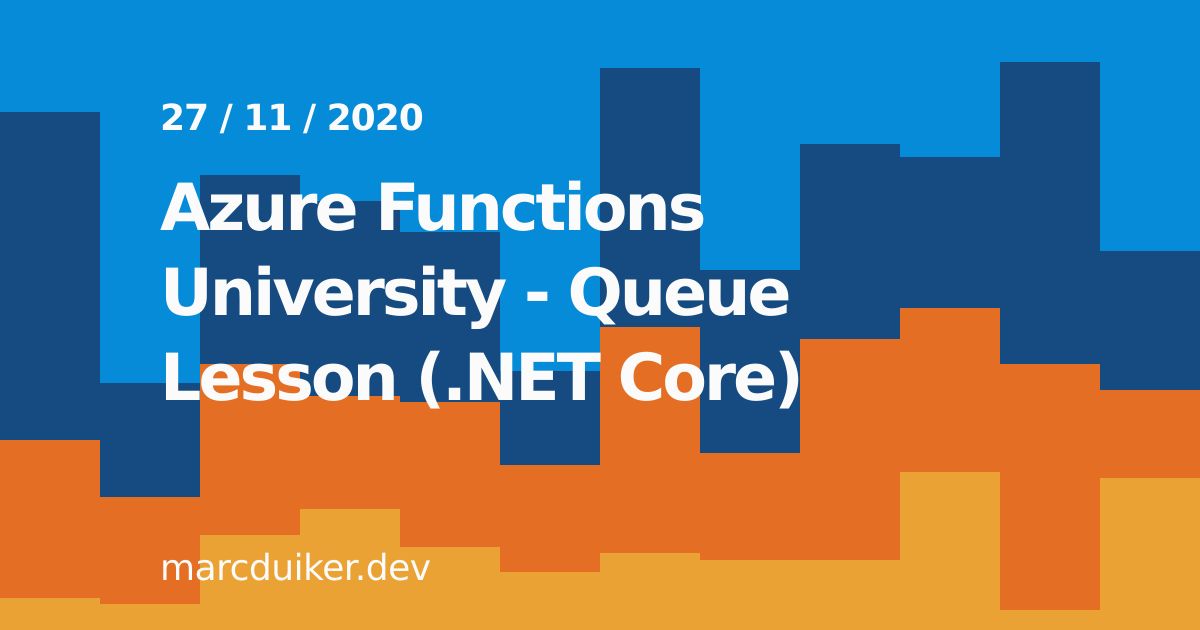 27 / 11 / 2020
Azure Functions
University - Queue
Lesson (.NET Core)
marcduiker.dev